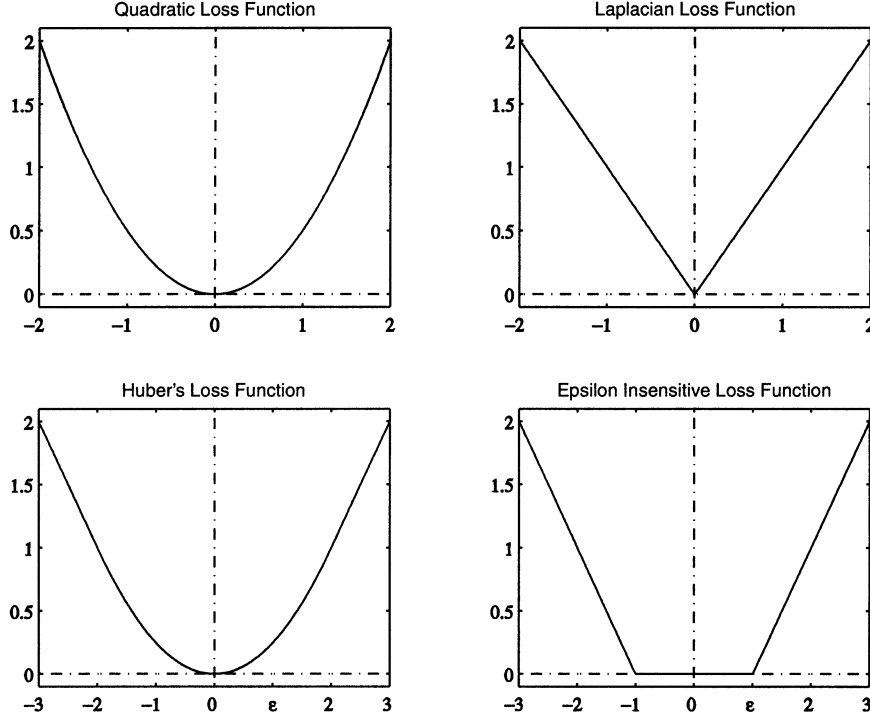 Quadratic Loss Function
2
1.5
1
0.5
0
−2 −1 0 1 2
Laplacian Loss Function
2
1.5
1
0.5
0
−2 −1 0 1 2
Huber's Loss Function
2
1.5
1
0.5
0
−3 −2 −1 0 ε 2 3
Epsilon Insensitive Loss Function
2
1.5
1
0.5
0
−3 −2 −1 0 ε 2 3